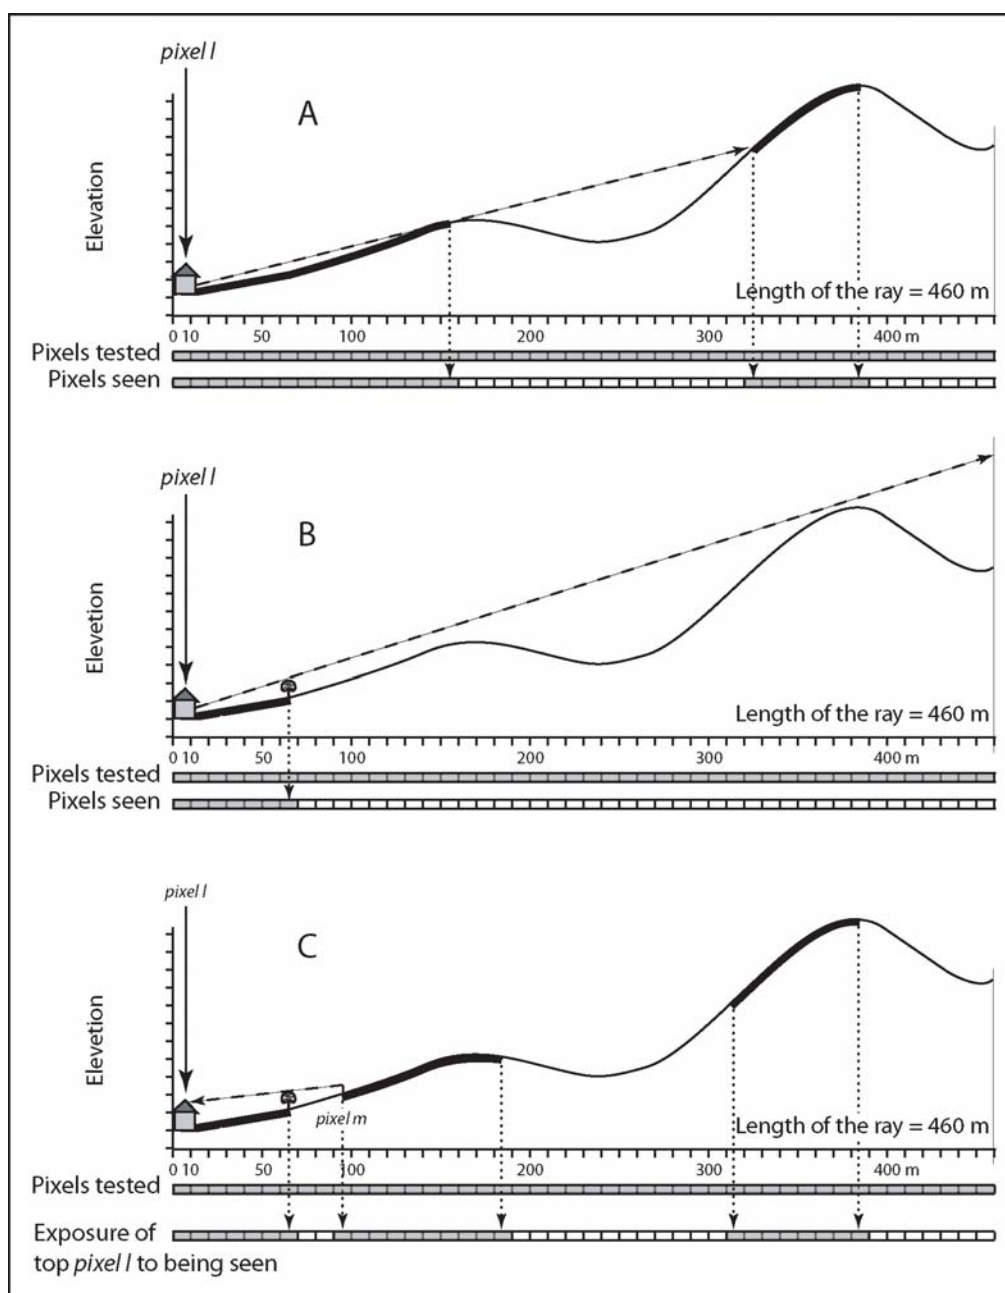 pixel l
A
Elevation
Length of the ray = 460 m
0 10 50 100 200 300 400 m
Pixels tested
Pixels seen
pixel l
B
Elevetion
Length of the ray = 460 m
0 10 50 100 200 300 400 m
Pixels tested
Pixels seen
pixel l
C
Elevetion
pixel m
Length of the ray = 460 m
0 10 50 100 200 300 400 m
Pixels tested
Exposure of
top pixel l to being seen